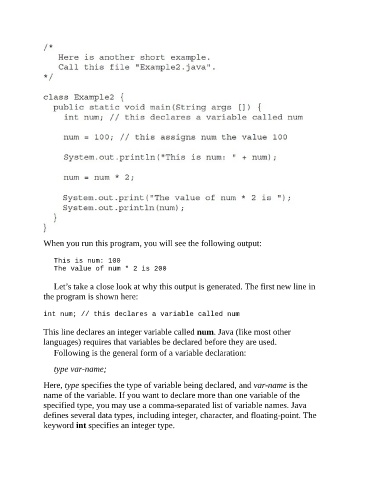 /*
Here is another short example.
Call this file "Example2.java".
*/
class Example2 {
public static void main(String args []) {
int num; // this declares a variable called num
num = 100; // this assigns num the value 100
System.out.println("This is num: " + num);
num = num * 2;
System.out.print("The value of num * 2 is ");
System.out.println(num);
}
}
When you run this program, you will see the following output:
This is num: 100
The value of num * 2 is 200
Let’s take a close look at why this output is generated. The first new line in
the program is shown here:
int num; // this declares a variable called num
This line declares an integer variable called num. Java (like most other
languages) requires that variables be declared before they are used.
Following is the general form of a variable declaration:
type var-name;
Here, type specifies the type of variable being declared, and var-name is the
name of the variable. If you want to declare more than one variable of the
specified type, you may use a comma-separated list of variable names. Java
defines several data types, including integer, character, and floating-point. The
keyword int specifies an integer type.